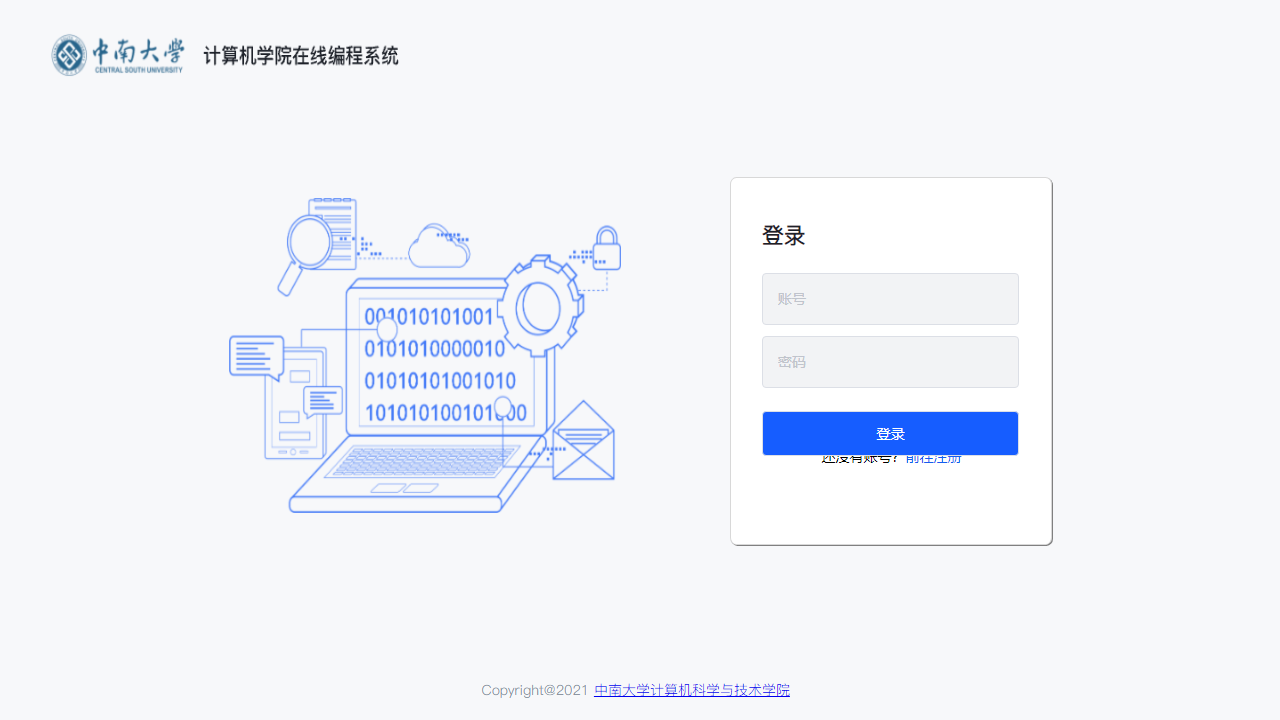 中南大学
CENTRAL SOUTH UNIVERSITY
计算机学院在线编程系统
001010101001
0101010000010
01010101001010
登录
账号
密码
登录
还没有账号？前往注册
Copyright@2021 中南大学计算机科学与技术学院